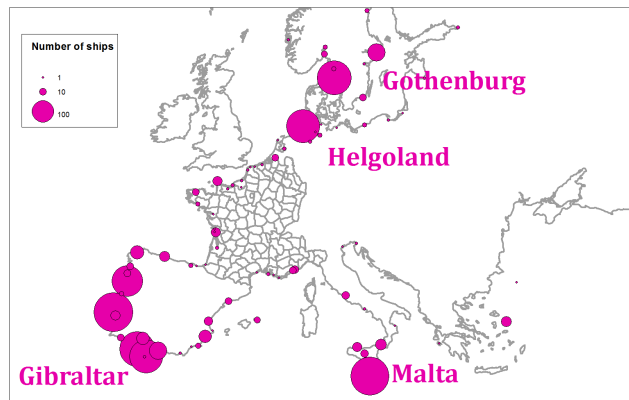 Number of ships
1
10
100
Gothenburg
Helgoland
Gibraltar
Malta